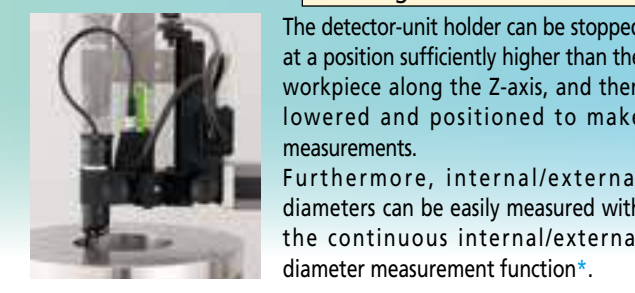 The detector-unit holder can be stopped
at a position sufficiently higher than the
workpiece along the Z-axis, and then
lowered and positioned to make
measurements.
Furthermore, internal/external
diameters can be easily measured with
the continuous internal/external
diameter measurement function*.